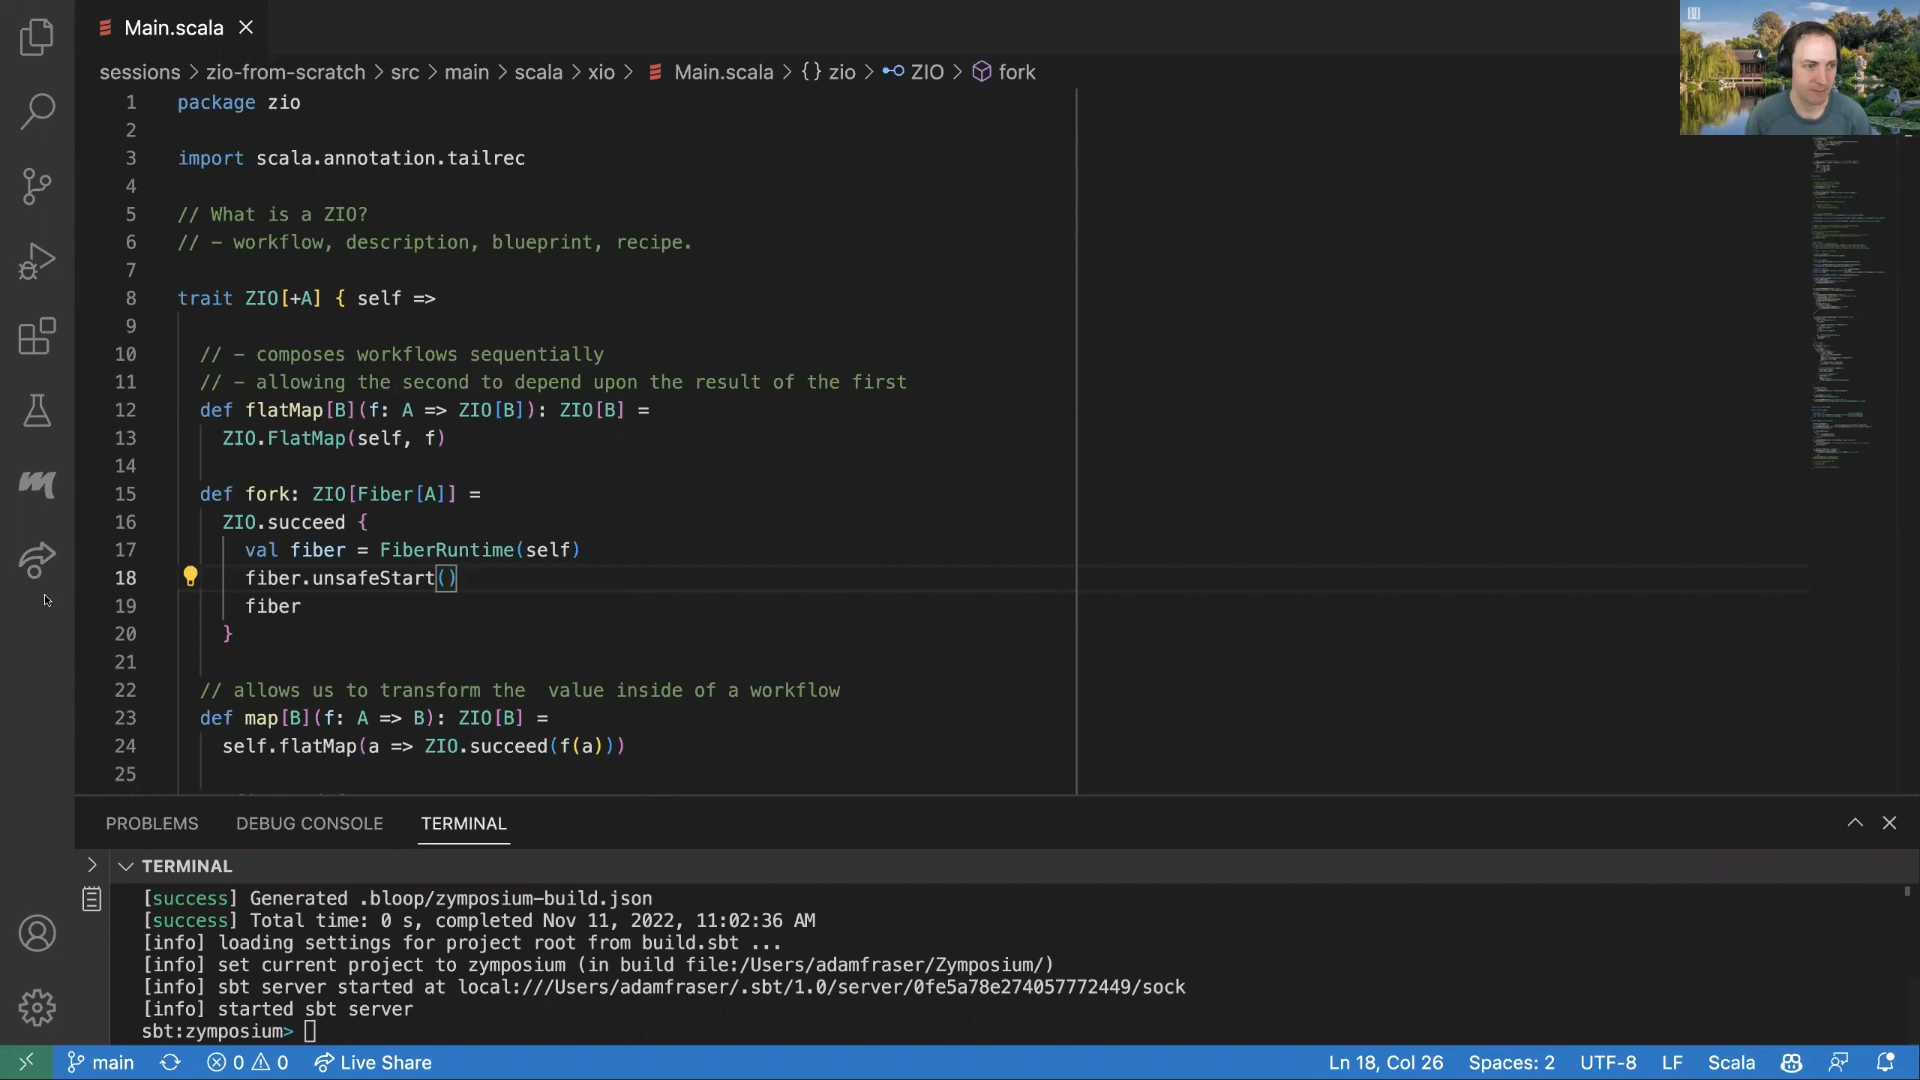 Main.scala
sessions > zio-from-scratch > src > main > scala > xio > Main.scala > {} zio > ZIO > fork
1 package zio
2
3 import scala.annotation.tailrec
4
5 // What is a ZIO?
6 // - workflow, description, blueprint, recipe.
7
8 trait ZIO[+A] { self =>
9
10 // - composes workflows sequentially
11 // - allowing the second to depend upon the result of the first
12 def flatMap[B](f: A => ZIO[B]): ZIO[B] =
13 ZIO.FlatMap(self, f)
14
15 def fork: ZIO[Fiber[A]] =
16 ZIO.succeed {
17 val fiber = FiberRuntime(self)
18 fiber.unsafeStart()
19 fiber
20 }
21
22 // allows us to transform the  value inside of a workflow
23 def map[B](f: A => B): ZIO[B] =
24 self.flatMap(a => ZIO.succeed(f(a)))
25
PROBLEMS DEBUG CONSOLE TERMINAL
TERMINAL
[success] Generated .bloop/zymposium-build.json
[success] Total time: 0 s, completed Nov 11, 2022, 11:02:36 AM
[info] loading settings for project root from build.sbt ...
[info] set current project to zymposium (in build file:/Users/adamfraser/Zymposium/)
[info] sbt server started at local:///Users/adamfraser/.sbt/1.0/server/0fe5a78e274057772449/sock
[info] started sbt server
sbt:zymposium>
main 0 0 Live Share Ln 18, Col 26 Spaces: 2 UTF-8 LF Scala